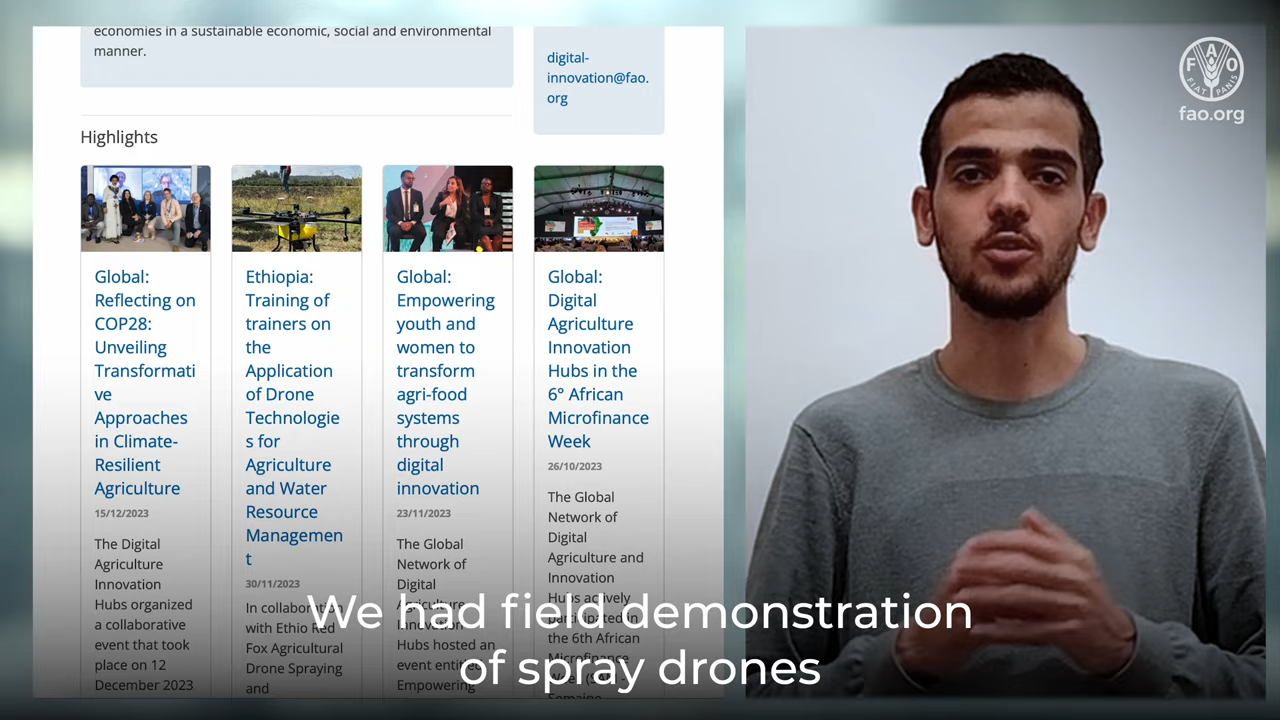 economies in a sustainable economic, social and environmental
manner.
digital-
innovation@fao.
org
Highlights
Global:
Reflecting on
COP28:
Unveiling
Transformati
ve
Approaches
in Climate-
Resilient
Agriculture
15/12/2023
The Digital
Agriculture
Innovation
Hubs organized
a collaborative
event that took
place on 12
December 2023
Ethiopia:
Training of
trainers on
the
Application
of Drone
Technologie
s for
Agriculture
and Water
Resource
Managemen
t
30/11/2023
In collaboration
with Ethio Red
Fox Agricultural
Drone Spraying
and
Global:
Empowering
youth and
women to
transform
agri-food
systems
through
digital
innovation
23/11/2023
The Global
Network of
Digital
Agriculture
Innovation
Hubs hosted an
event entitled
Empowering
Global:
Digital
Agriculture
Innovation
Hubs in the
6° African
Microfinance
Week
26/10/2023
The Global
Network of
Digital
Agriculture and
Innovation
Hubs actively
participated in
the 6th African
Microfinance
Week
Semaine
FAO
FIAT PANIS
fao.org
We had field demonstration
of spray drones